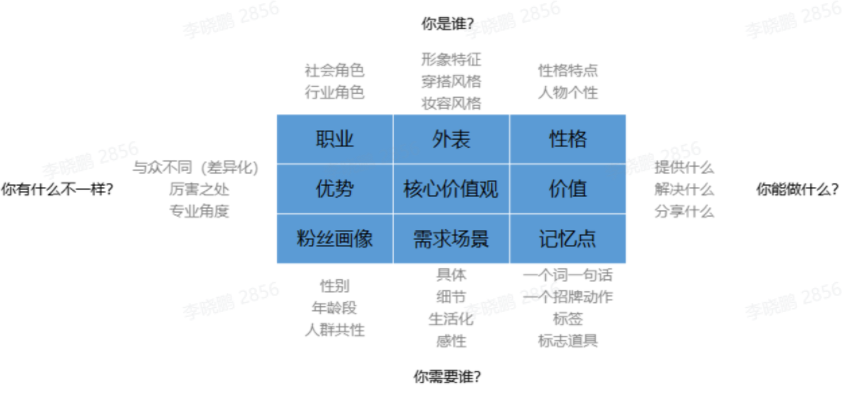 你是谁？
社会角色
行业角色
形象特征
穿搭风格
妆容风格
性格特点
人物个性
职业 外表 性格
你有什么不一样？
与众不同（差异化）
厉害之处
专业角度
优势 核心价值观 价值
提供什么
解决什么
分享什么
你能做什么？
粉丝画像 需求场景 记忆点
性别
年龄段
人群共性
具体
细节
生活化
感性
一个词一句话
一个招牌动作
标签
标志道具
你需要谁？
李晓鹏 2856
李晓鹏 2856
李晓鹏 2856
李晓鹏 2856
李晓鹏 2856
李晓鹏 2856
李晓鹏 2856
李晓鹏 2856